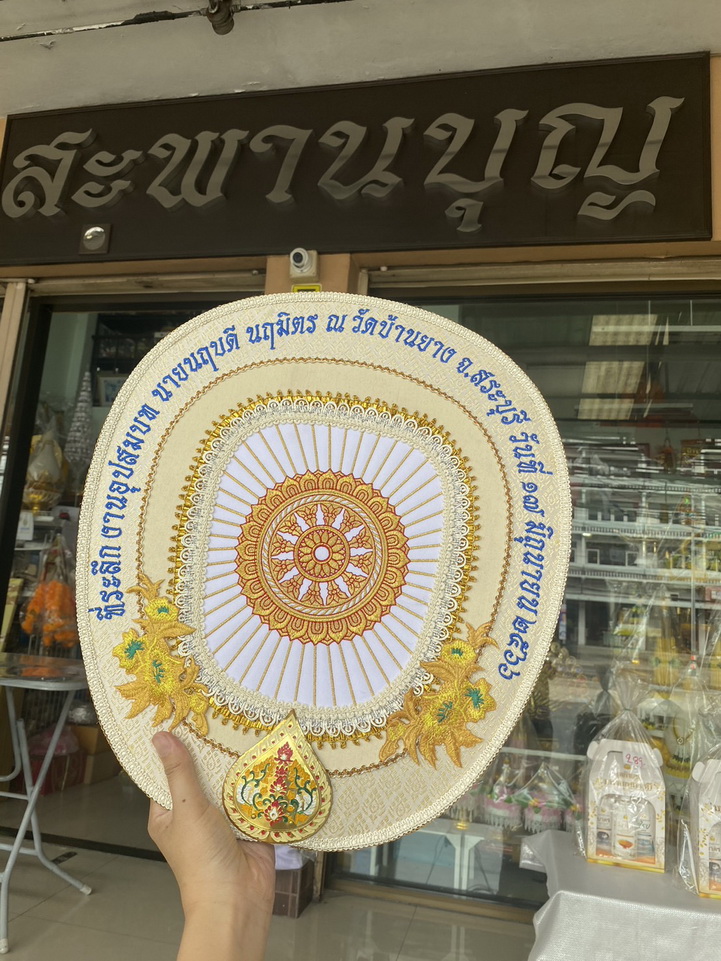 สะพานบุญ
ที่ระลึก งานอุปสมบท นายนฤบดี นฤมิตร ณ วัดบ้านยาง จ.สระบุรี วันที่ ๑๗ มิถุนายน ๒๕๖๖